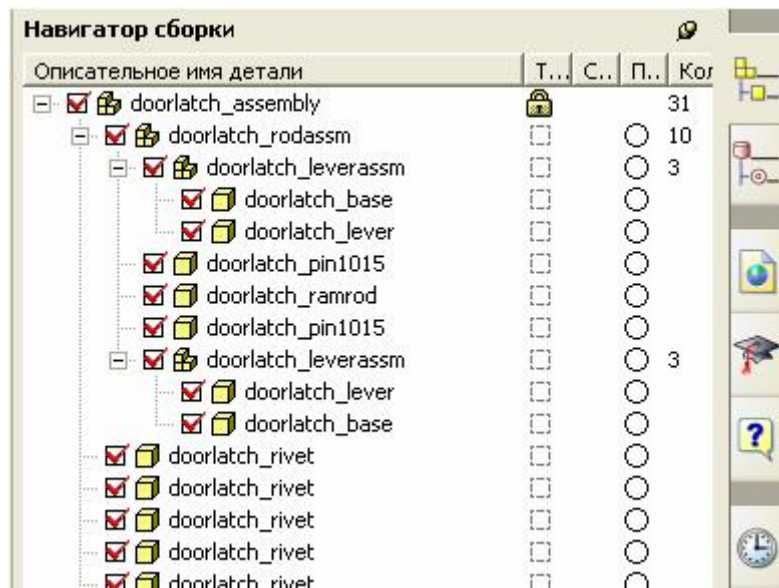 Навигатор сборки
Описательное имя детали Т... С.. П.. Кол
doorlatch_assembly 31
doorlatch_rodassm 10
doorlatch_leverassm 3
doorlatch_base
doorlatch_lever
doorlatch_pin1015
doorlatch_ramrod
doorlatch_pin1015
doorlatch_leverassm 3
doorlatch_lever
doorlatch_base
doorlatch_rivet
doorlatch_rivet
doorlatch_rivet
doorlatch_rivet
doorlatch_rivet